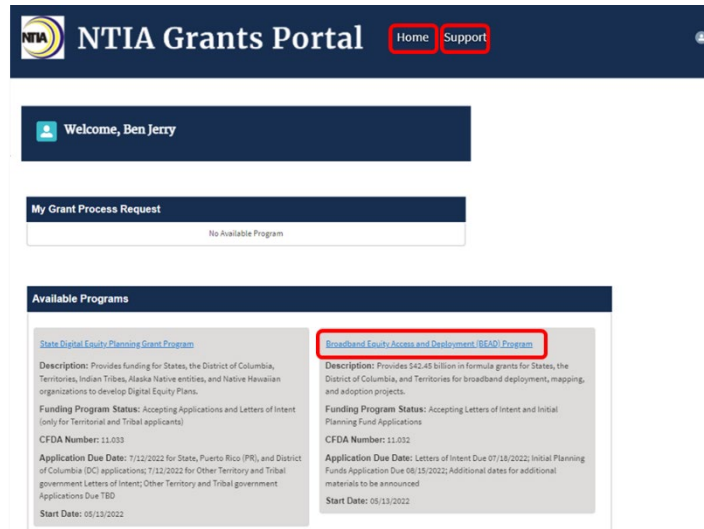 NTIA
NTIA Grants Portal
Home
Support
Welcome, Ben Jerry
My Grant Process Request
No Available Program
Available Programs
State Digital Equity Planning Grant Program
Description: Provides funding for States, the District of Columbia,
Territories, Indian Tribes, Alaska Native entities, and Native Hawaiian
organizations to develop Digital Equity Plans.
Funding Program Status: Accepting Applications and Letters of Intent
(only for Territorial and Tribal applicants)
CFDA Number: 11.033
Application Due Date: 7/12/2022 for State, Puerto Rico (PR), and District
of Columbia (DC) applications; 7/12/2022 for Other Territory and Tribal
government Letters of Intent; Other Territory and Tribal government
Applications Due TBD
Start Date: 05/13/2022
Broadband Equity Access and Deployment (BEAD) Program
Description: Provides $42.45 billion in formula grants for States, the
District of Columbia, and Territories for broadband deployment, mapping,
and adoption projects.
Funding Program Status: Accepting Letters of Intent and Initial
Planning Fund Applications
CFDA Number: 11.032
Application Due Date: Letters of Intent Due 07/18/2022; Initial Planning
Funds Application Due 08/15/2022; Additional dates for additional
materials to be announced
Start Date: 05/13/2022